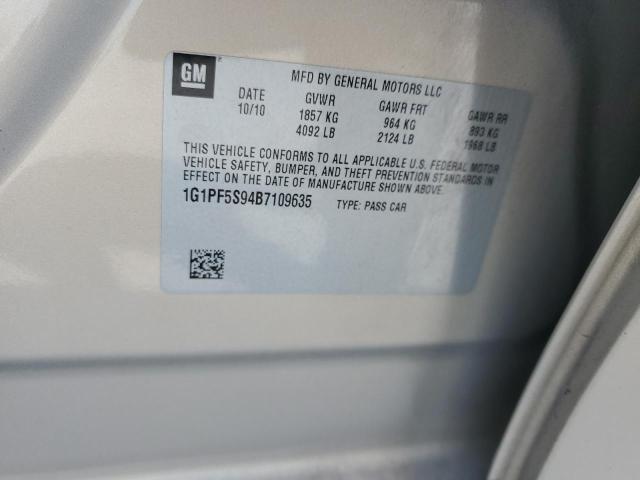 GM
MFD BY GENERAL MOTORS LLC
DATE GVWR GAWR FRT GAWR RR
10/10 1857 KG 964 KG 893 KG
4092 LB 2124 LB 1968 LB
THIS VEHICLE CONFORMS TO ALL APPLICABLE U.S. FEDERAL MOTOR
VEHICLE SAFETY, BUMPER, AND THEFT PREVENTION STANDARDS IN
EFFECT ON THE DATE OF MANUFACTURE SHOWN ABOVE.
1G1PF5S94B7109635 TYPE: PASS CAR